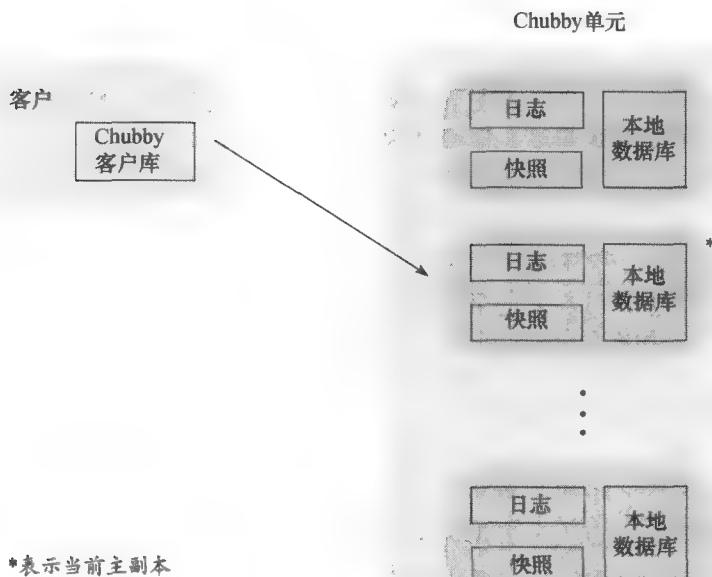 Chubby单元
客户
Chubby
客户库
日志
快照
本地
数据库
日志
快照
本地
数据库
*
日志
快照
本地
数据库
*表示当前主副本